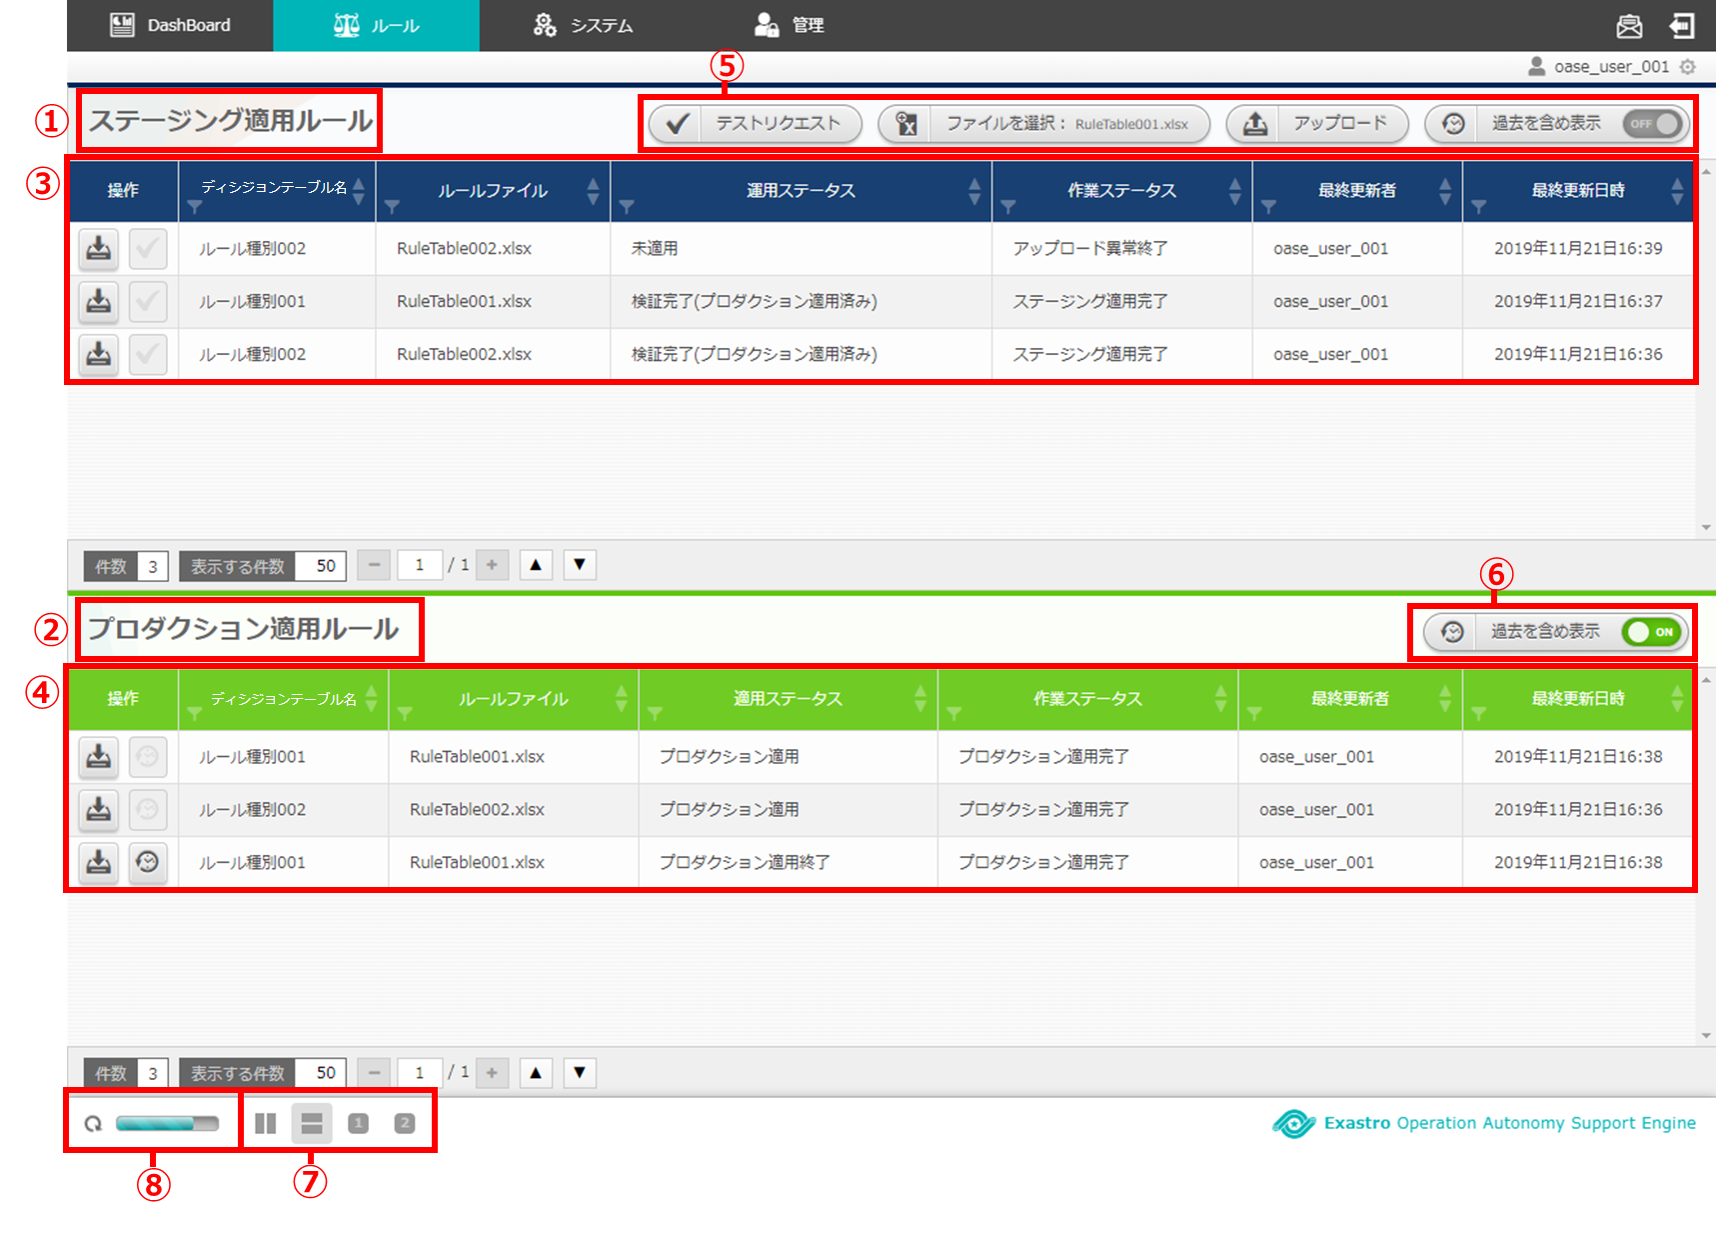 DashBoard ルール システム 管理
oase_user_001
⑤
① ステージング適用ルール テストリクエスト ファイルを選択： RuleTable001.xlsx アップロード 過去を含め表示 OFF
③ 操作 ディシジョンテーブル名 ルールファイル 運用ステータス 作業ステータス 最終更新者 最終更新日時
ルール種別002 RuleTable002.xlsx 未適用 アップロード異常終了 oase_user_001 2019年11月21日16:39
ルール種別001 RuleTable001.xlsx 検証完了(プロダクション適用済み) ステージング適用完了 oase_user_001 2019年11月21日16:37
ルール種別002 RuleTable002.xlsx 検証完了(プロダクション適用済み) ステージング適用完了 oase_user_001 2019年11月21日16:36
件数 3 表示する件数 50 − 1 / 1 + ▲ ▼
⑥
② プロダクション適用ルール 過去を含め表示 ON
④ 操作 ディシジョンテーブル名 ルールファイル 適用ステータス 作業ステータス 最終更新者 最終更新日時
ルール種別001 RuleTable001.xlsx プロダクション適用 プロダクション適用完了 oase_user_001 2019年11月21日16:38
ルール種別002 RuleTable002.xlsx プロダクション適用 プロダクション適用完了 oase_user_001 2019年11月21日16:36
ルール種別001 RuleTable001.xlsx プロダクション適用終了 プロダクション適用完了 oase_user_001 2019年11月21日16:38
件数 3 表示する件数 50 − 1 / 1 + ▲ ▼
1 2 Exastro Operation Autonomy Support Engine
⑧ ⑦